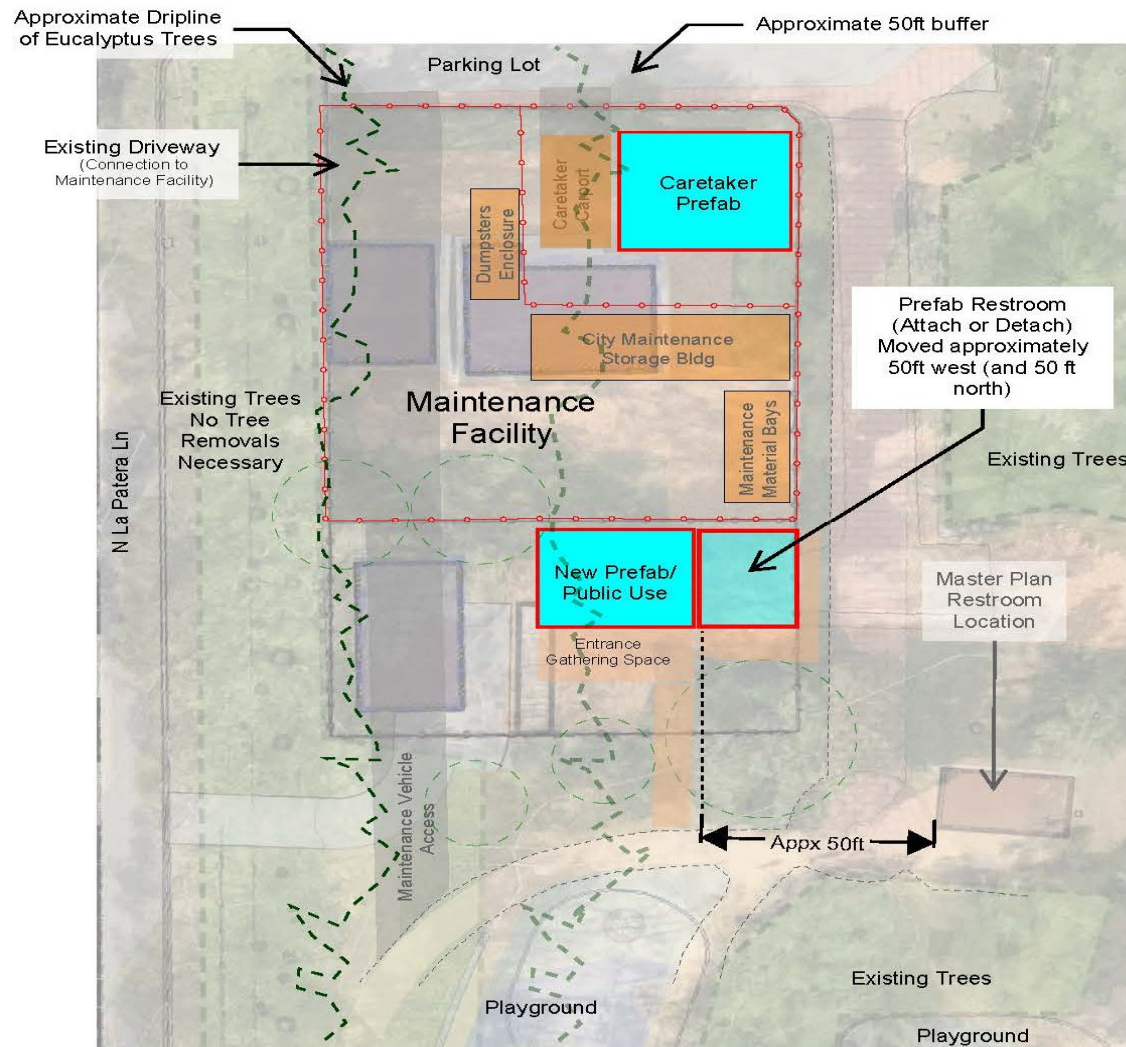 Approximate Dripline
of Eucalyptus Trees
Approximate 50ft buffer
Parking Lot
Existing Driveway
(Connection to
Maintenance Facility)
Caretaker
Carport
Caretaker
Prefab
Dumpsters
Enclosure
City Maintenance
Storage Bldg
Prefab Restroom
(Attach or Detach)
Moved approximately
50ft west (and 50 ft
north)
Existing Trees
No Tree
Removals
Necessary
Maintenance
Facility
Maintenance
Material Bays
Existing Trees
N La Patera Ln
New Prefab/
Public Use
Master Plan
Restroom
Location
Entrance
Gathering Space
Maintenance Vehicle
Access
Appx 50ft
Existing Trees
Playground
Playground